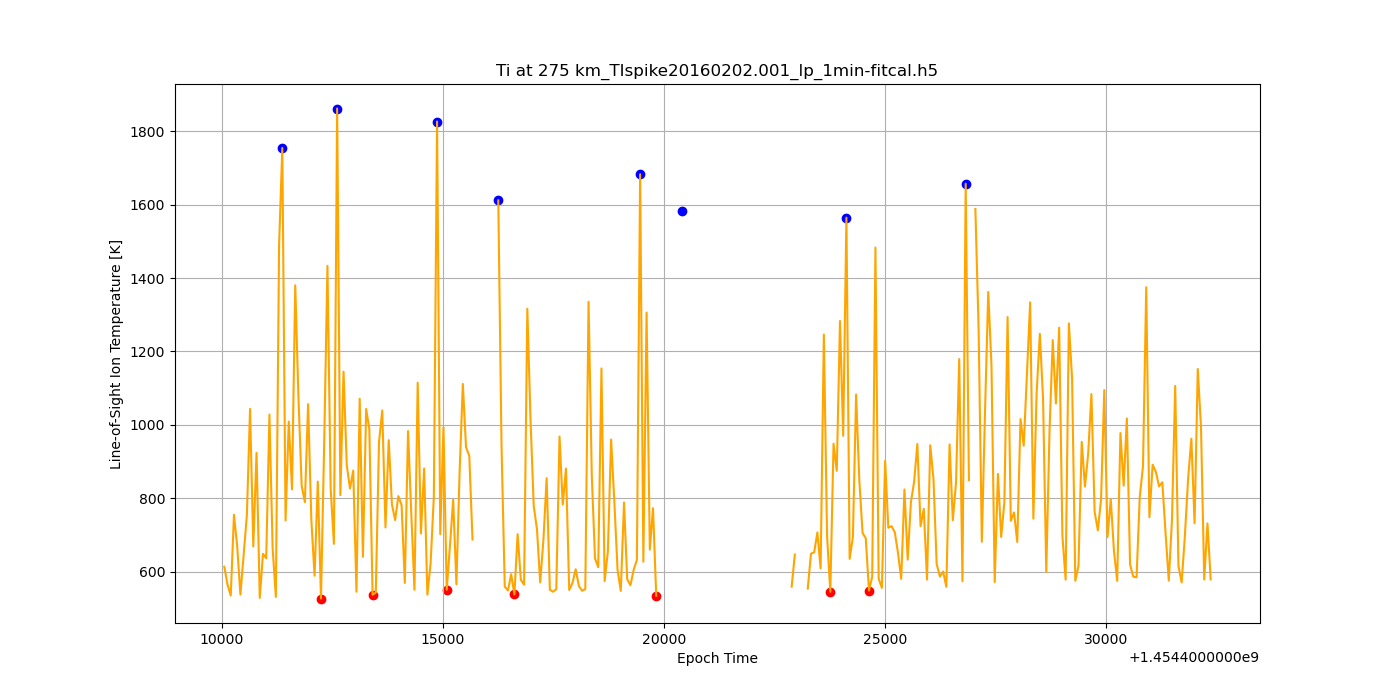 Ti at 275 km_TIspike20160202.001_lp_1min-fitcal.h5
Line-of-Sight Ion Temperature [K]
1800
1600
1400
1200
1000
800
600
10000 15000 20000 25000 30000
Epoch Time
+1.4544000000e9